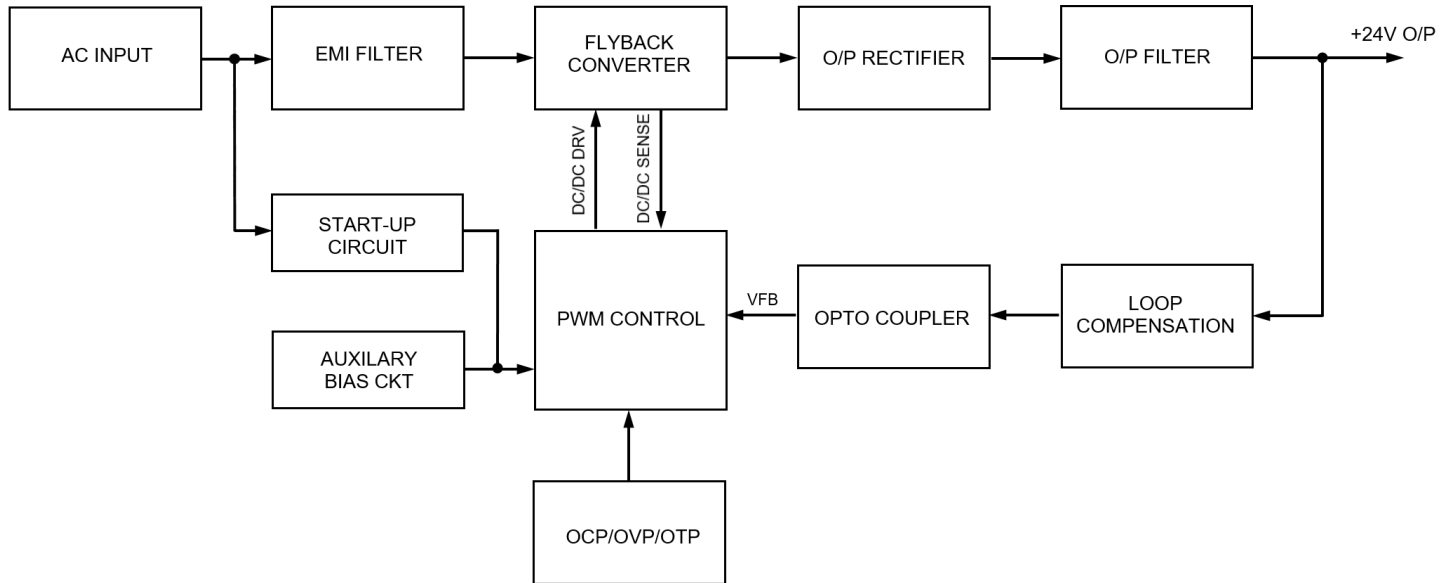 AC INPUT
EMI FILTER
FLYBACK
CONVERTER
O/P RECTIFIER
O/P FILTER
+24V O/P
DC/DC DRV
DC/DC SENSE
START-UP
CIRCUIT
AUXILARY
BIAS CKT
PWM CONTROL
VFB
OPTO COUPLER
LOOP
COMPENSATION
OCP/OVP/OTP